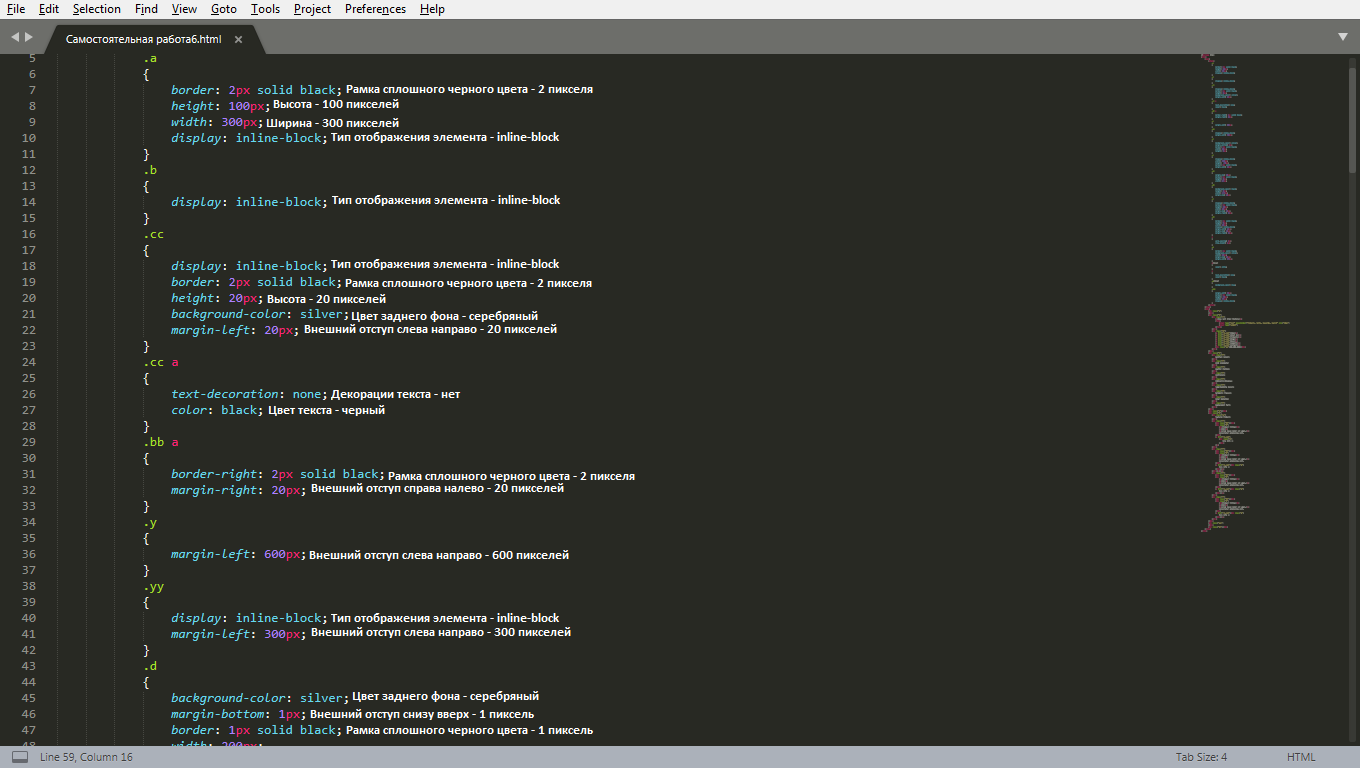 File Edit Selection Find View Goto Tools Project Preferences Help
Самостоятельная работа6.html ×
5 .a
6 {
7 border: 2px solid black; Рамка сплошного черного цвета - 2 пикселя
8 height: 100px; Высота - 100 пикселей
9 width: 300px; Ширина - 300 пикселей
10 display: inline-block; Тип отображения элемента - inline-block
11 }
12 .b
13 {
14 display: inline-block; Тип отображения элемента - inline-block
15 }
16 .cc
17 {
18 display: inline-block; Тип отображения элемента - inline-block
19 border: 2px solid black; Рамка сплошного черного цвета - 2 пикселя
20 height: 20px; Высота - 20 пикселей
21 background-color: silver; Цвет заднего фона - серебряный
22 margin-left: 20px; Внешний отступ слева направо - 20 пикселей
23 }
24 .cc a
25 {
26 text-decoration: none; Декорации текста - нет
27 color: black; Цвет текста - черный
28 }
29 .bb a
30 {
31 border-right: 2px solid black; Рамка сплошного черного цвета - 2 пикселя
32 margin-right: 20px; Внешний отступ справа налево - 20 пикселей
33 }
34 .y
35 {
36 margin-left: 600px; Внешний отступ слева направо - 600 пикселей
37 }
38 .yy
39 {
40 display: inline-block; Тип отображения элемента - inline-block
41 margin-left: 300px; Внешний отступ слева направо - 300 пикселей
42 }
43 .d
44 {
45 background-color: silver; Цвет заднего фона - серебряный
46 margin-bottom: 1px; Внешний отступ снизу вверх - 1 пиксель
47 border: 1px solid black; Рамка сплошного черного цвета - 1 пиксель
48 width: 200px;
Line 59, Column 16 Tab Size: 4 HTML